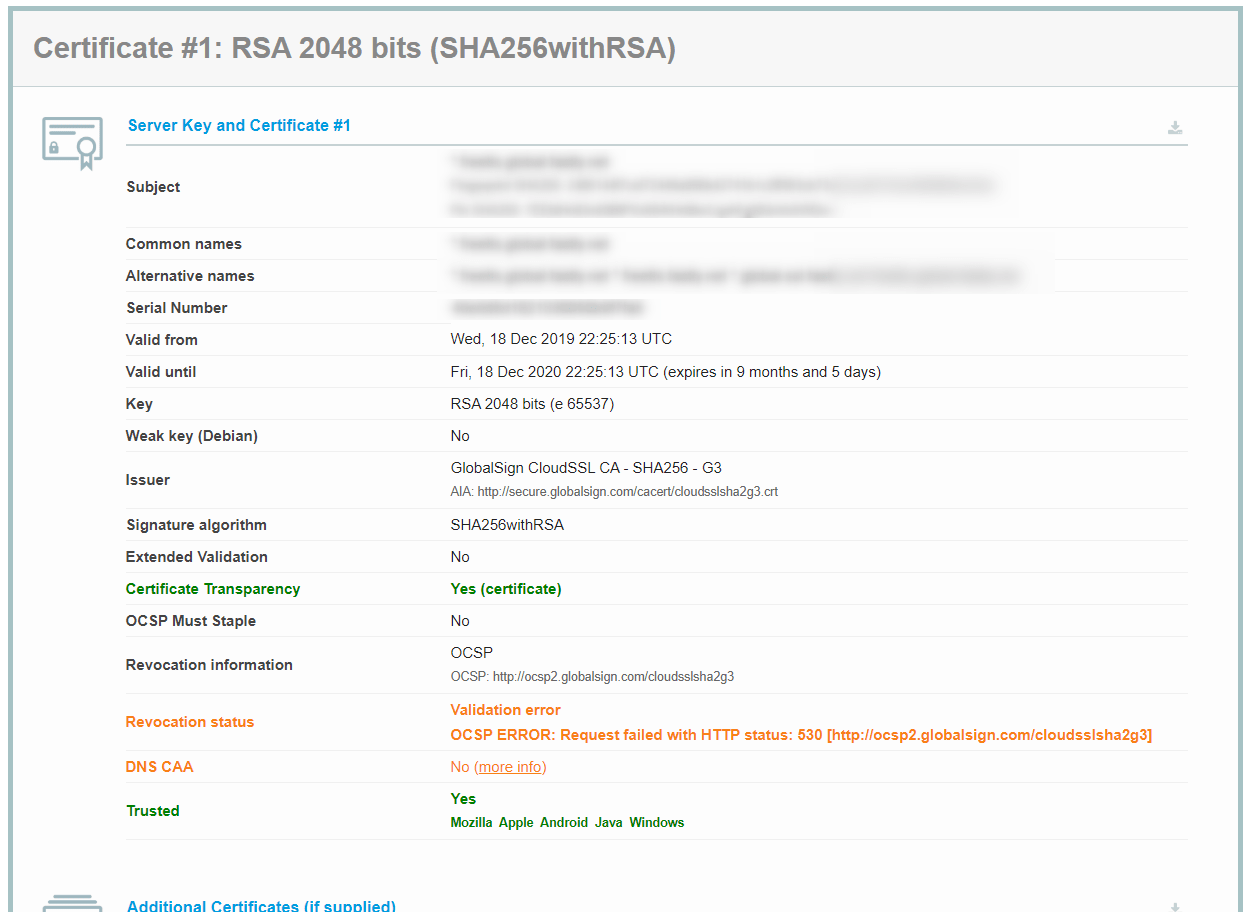 Certificate #1: RSA 2048 bits (SHA256withRSA)
Server Key and Certificate #1
Subject
Common names
Alternative names
Serial Number
Valid from Wed, 18 Dec 2019 22:25:13 UTC
Valid until Fri, 18 Dec 2020 22:25:13 UTC (expires in 9 months and 5 days)
Key RSA 2048 bits (e 65537)
Weak key (Debian) No
Issuer GlobalSign CloudSSL CA - SHA256 - G3
AIA: http://secure.globalsign.com/cacert/cloudsslsha2g3.crt
Signature algorithm SHA256withRSA
Extended Validation No
Certificate Transparency Yes (certificate)
OCSP Must Staple No
Revocation information OCSP
OCSP: http://ocsp2.globalsign.com/cloudsslsha2g3
Revocation status Validation error
OCSP ERROR: Request failed with HTTP status: 530 [http://ocsp2.globalsign.com/cloudsslsha2g3]
DNS CAA No (more info)
Trusted Yes
Mozilla Apple Android Java Windows
Additional Certificates (if supplied)